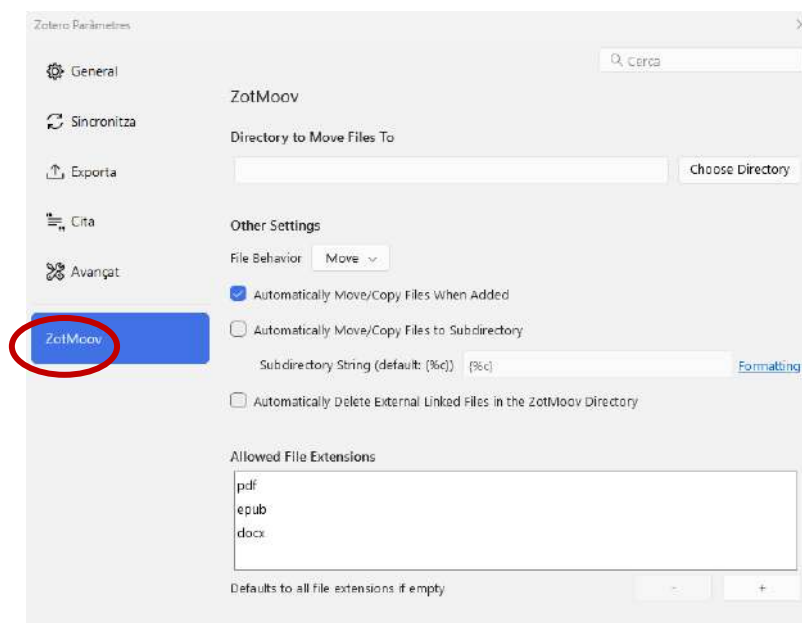 Zotero Paràmetres
Cerca
General
Sincronitza
Exporta
Cita
Avançat
ZotMoov
ZotMoov
Directory to Move Files To
Choose Directory
Other Settings
File Behavior Move
Automatically Move/Copy Files When Added
Automatically Move/Copy Files to Subdirectory
Subdirectory String (default: {%c}) {%c}
Formatting
Automatically Delete External Linked Files in the ZotMoov Directory
Allowed File Extensions
pdf
epub
docx
Defaults to all file extensions if empty
- +